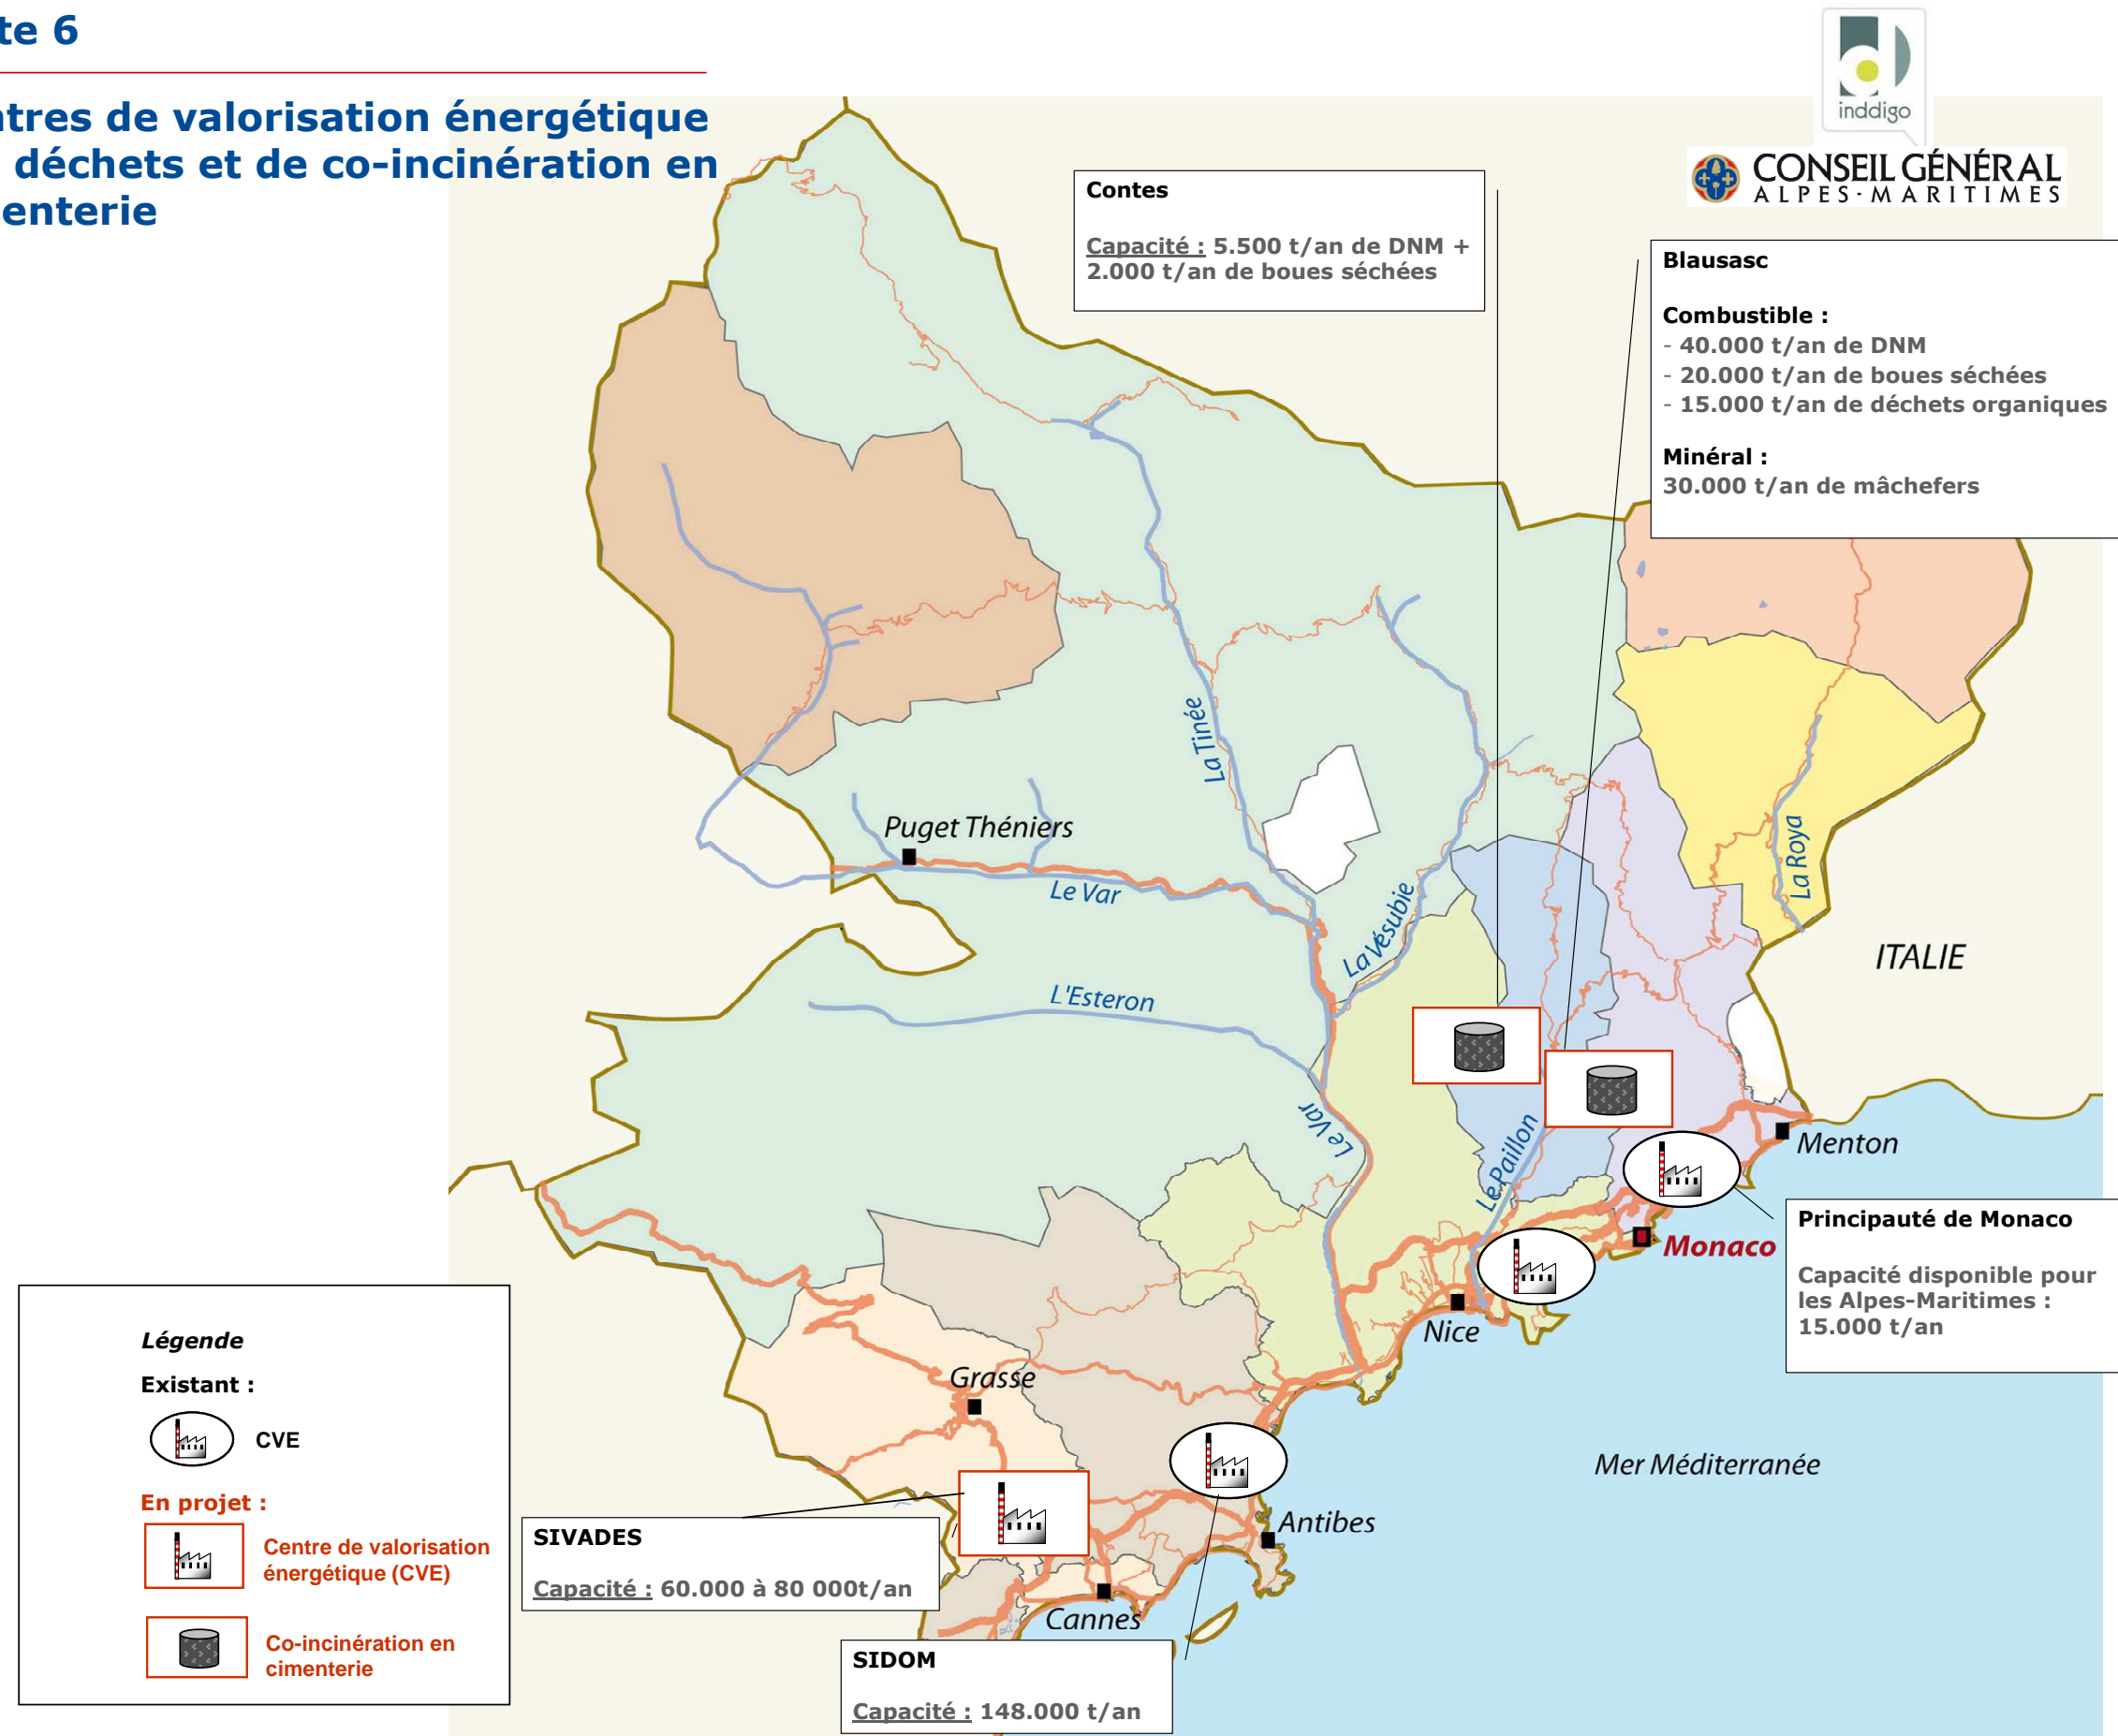 te 6
ntres de valorisation énergétique
déchets et de co-incinération en
enterie
inddigo
CONSEIL GÉNÉRAL
ALPES-MARITIMES
Contes
Capacité : 5.500 t/an de DNM +
2.000 t/an de boues séchées
Blausasc
Combustible :
- 40.000 t/an de DNM
- 20.000 t/an de boues séchées
- 15.000 t/an de déchets organiques
Minéral :
30.000 t/an de mâchefers
La Tinée
Puget Théniers
Le Var
La Vésubie
La Roya
ITALIE
L'Esteron
Le Var
Le Paillon
Menton
Principauté de Monaco
Capacité disponible pour
les Alpes-Maritimes :
15.000 t/an
Monaco
Nice
Grasse
Mer Méditerranée
Antibes
Cannes
Légende
Existant :
CVE
En projet :
Centre de valorisation
énergétique (CVE)
Co-incinération en
cimenterie
SIVADES
Capacité : 60.000 à 80 000t/an
SIDOM
Capacité : 148.000 t/an